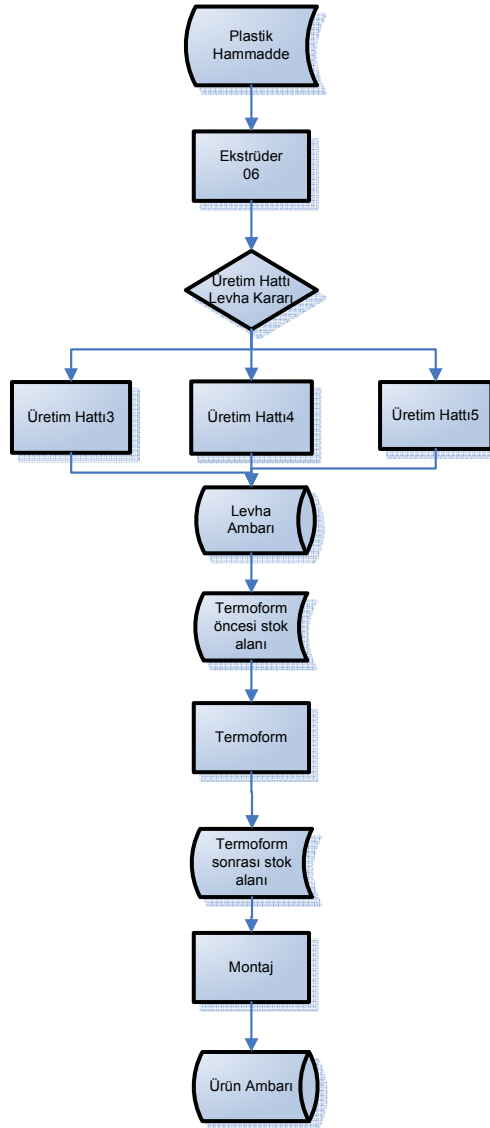 Plastik
Hammadde
Ekstrüder
06
Üretim Hattı
Levha Kararı
Üretim Hattı3
Üretim Hattı4
Üretim Hattı5
Levha
Ambarı
Termoform
öncesi stok
alanı
Termoform
Termoform
sonrası stok
alanı
Montaj
Ürün Ambarı